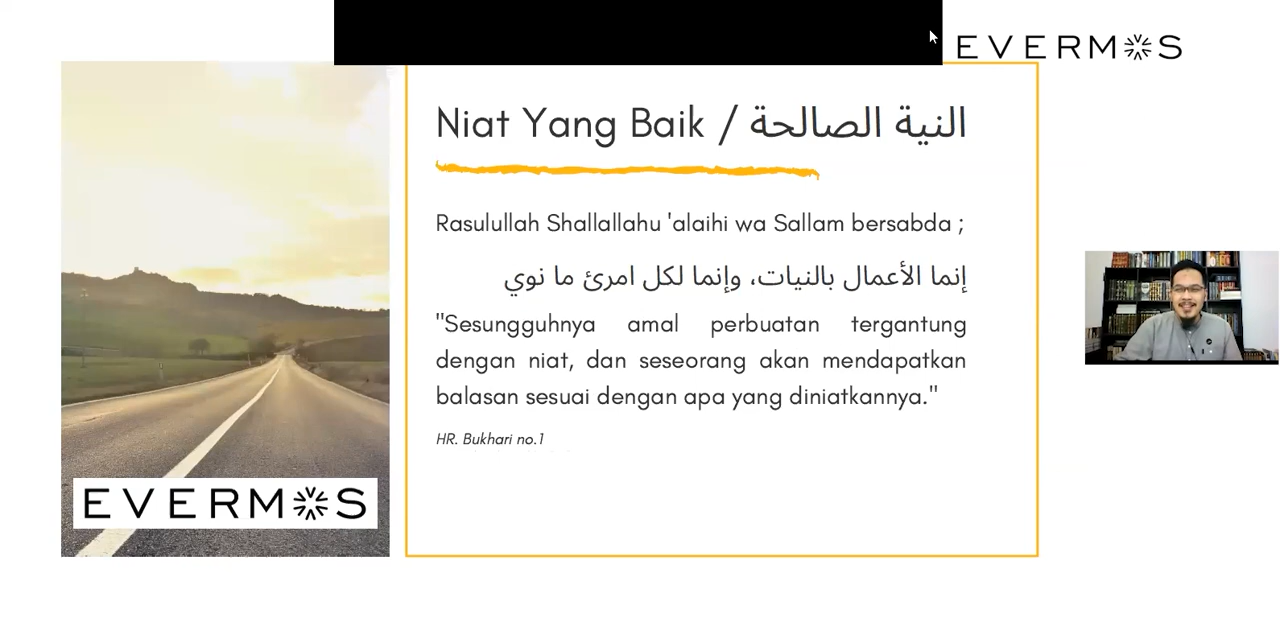 EVERMOS
Niat Yang Baik / النية الصالحة
Rasulullah Shallallahu 'alaihi wa Sallam bersabda ;
إنما الأعمال بالنيات، وإنما لكل امرئ ما نوي
"Sesungguhnya amal perbuatan tergantung
dengan niat, dan seseorang akan mendapatkan
balasan sesuai dengan apa yang diniatkannya."
HR. Bukhari no.1
EVERMOS